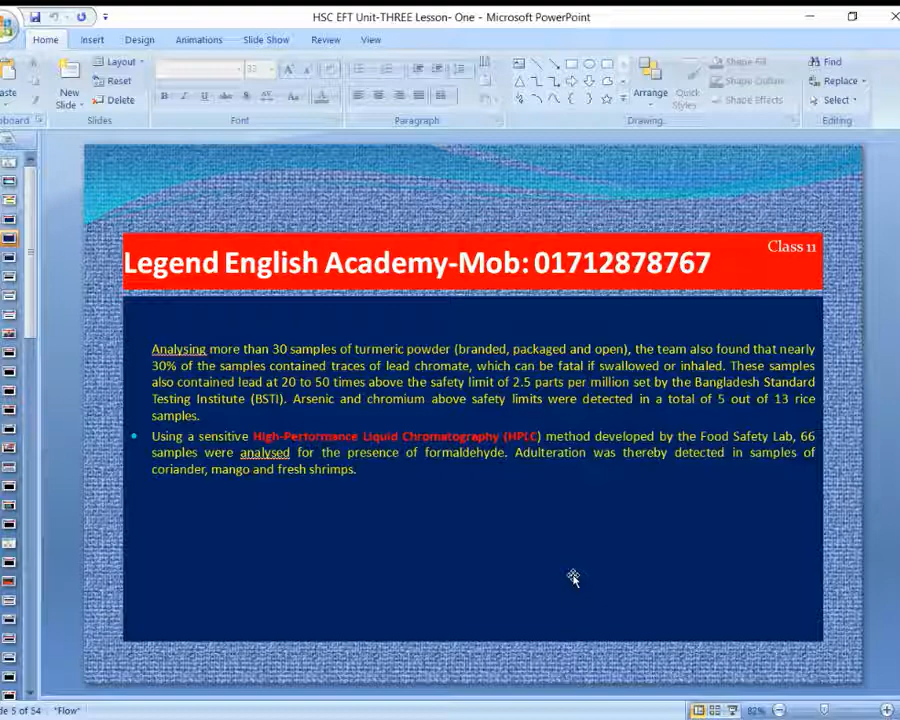 HSC EFT Unit-THREE Lesson- One - Microsoft PowerPoint
Home Insert Design Animations Slide Show Review View
Layout
Reset
New Slide
Delete
Slides
Font
Paragraph
Arrange
Quick Styles
Shape Fill
Shape Outline
Shape Effects
Drawing
Find
Replace
Select
Editing
Class 11
Legend English Academy-Mob: 01712878767
Analysing more than 30 samples of turmeric powder (branded, packaged and open), the team also found that nearly
30% of the samples contained traces of lead chromate, which can be fatal if swallowed or inhaled. These samples
also contained lead at 20 to 50 times above the safety limit of 2.5 parts per million set by the Bangladesh Standard
Testing Institute (BSTI). Arsenic and chromium above safety limits were detected in a total of 5 out of 13 rice
samples.
Using a sensitive High-Performance Liquid Chromatography (HPLC) method developed by the Food Safety Lab, 66
samples were analysed for the presence of formaldehyde. Adulteration was thereby detected in samples of
coriander, mango and fresh shrimps.
5 of 54 "Flow" 82%